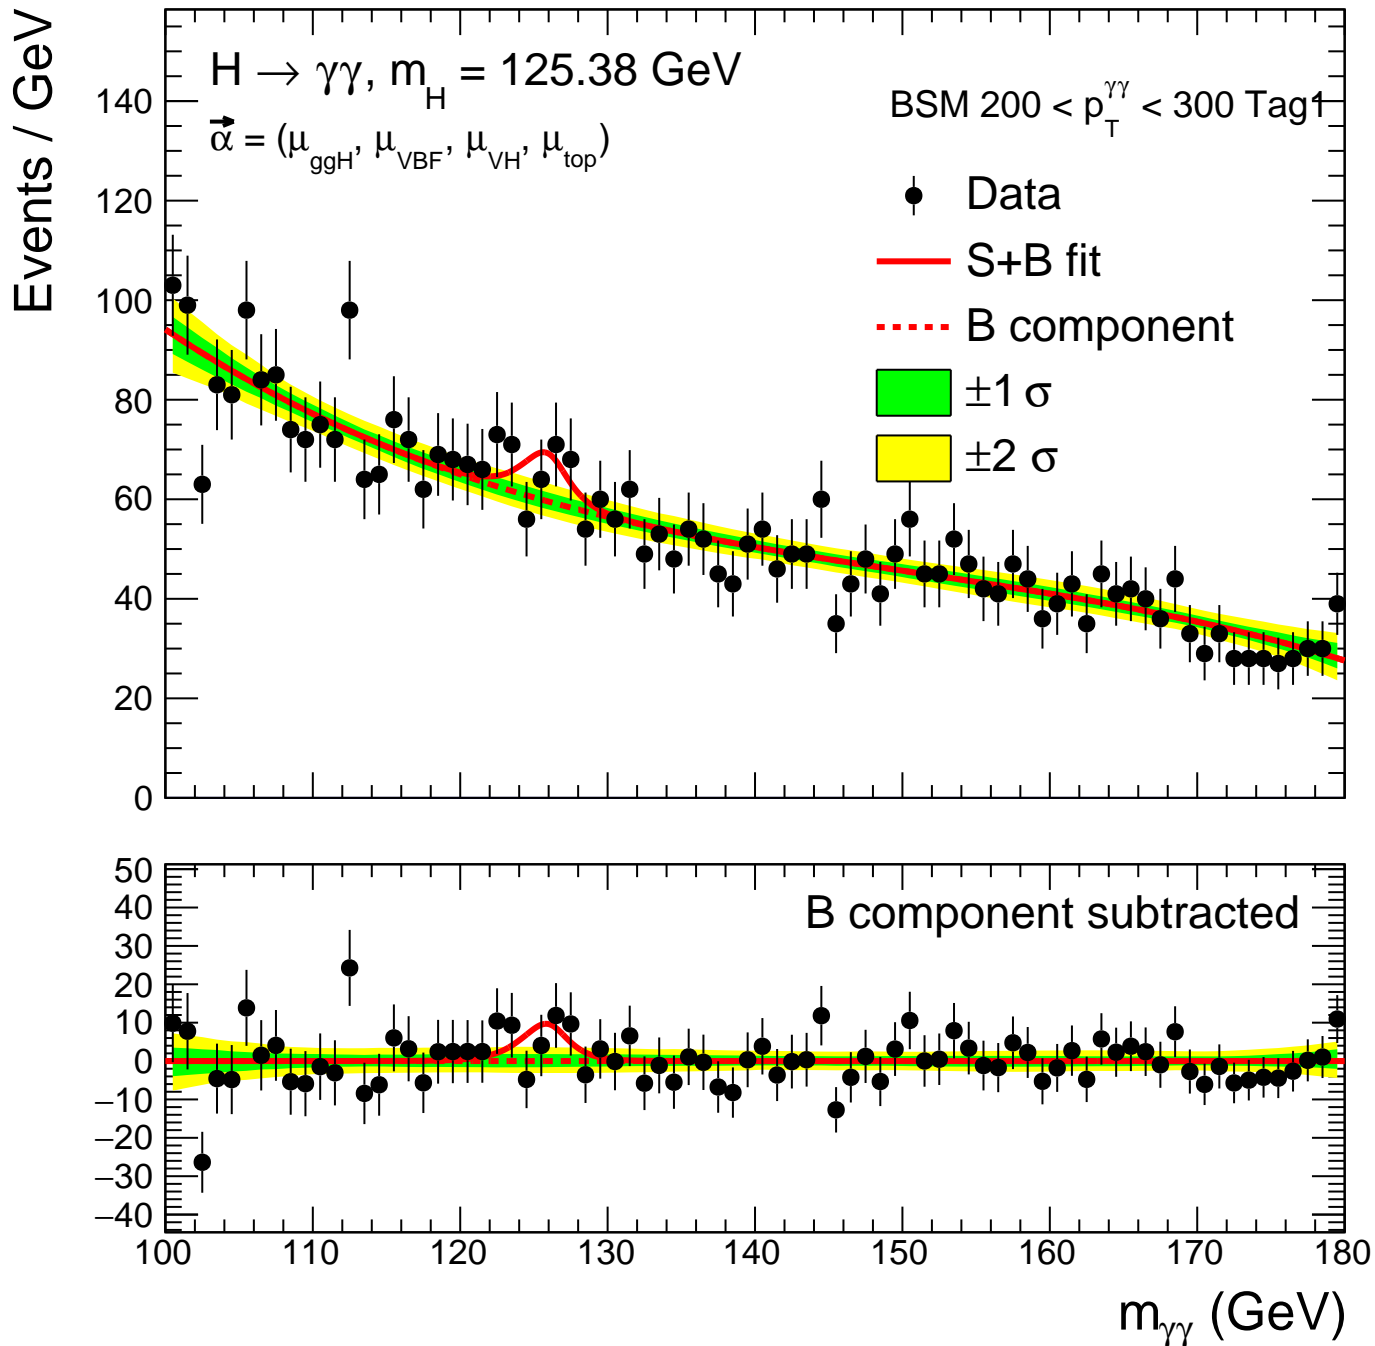 H → γγ, m_H = 125.38 GeV
α⃗ = (μ_ggH, μ_VBF, μ_VH, μ_top)
BSM 200 < p_T^γγ < 300 Tag1
Data
S+B fit
B component
±1 σ
±2 σ
Events / GeV
140
120
100
80
60
40
20
0
B component subtracted
50
40
30
20
10
0
−10
−20
−30
−40
100 110 120 130 140 150 160 170 180
m_γγ (GeV)